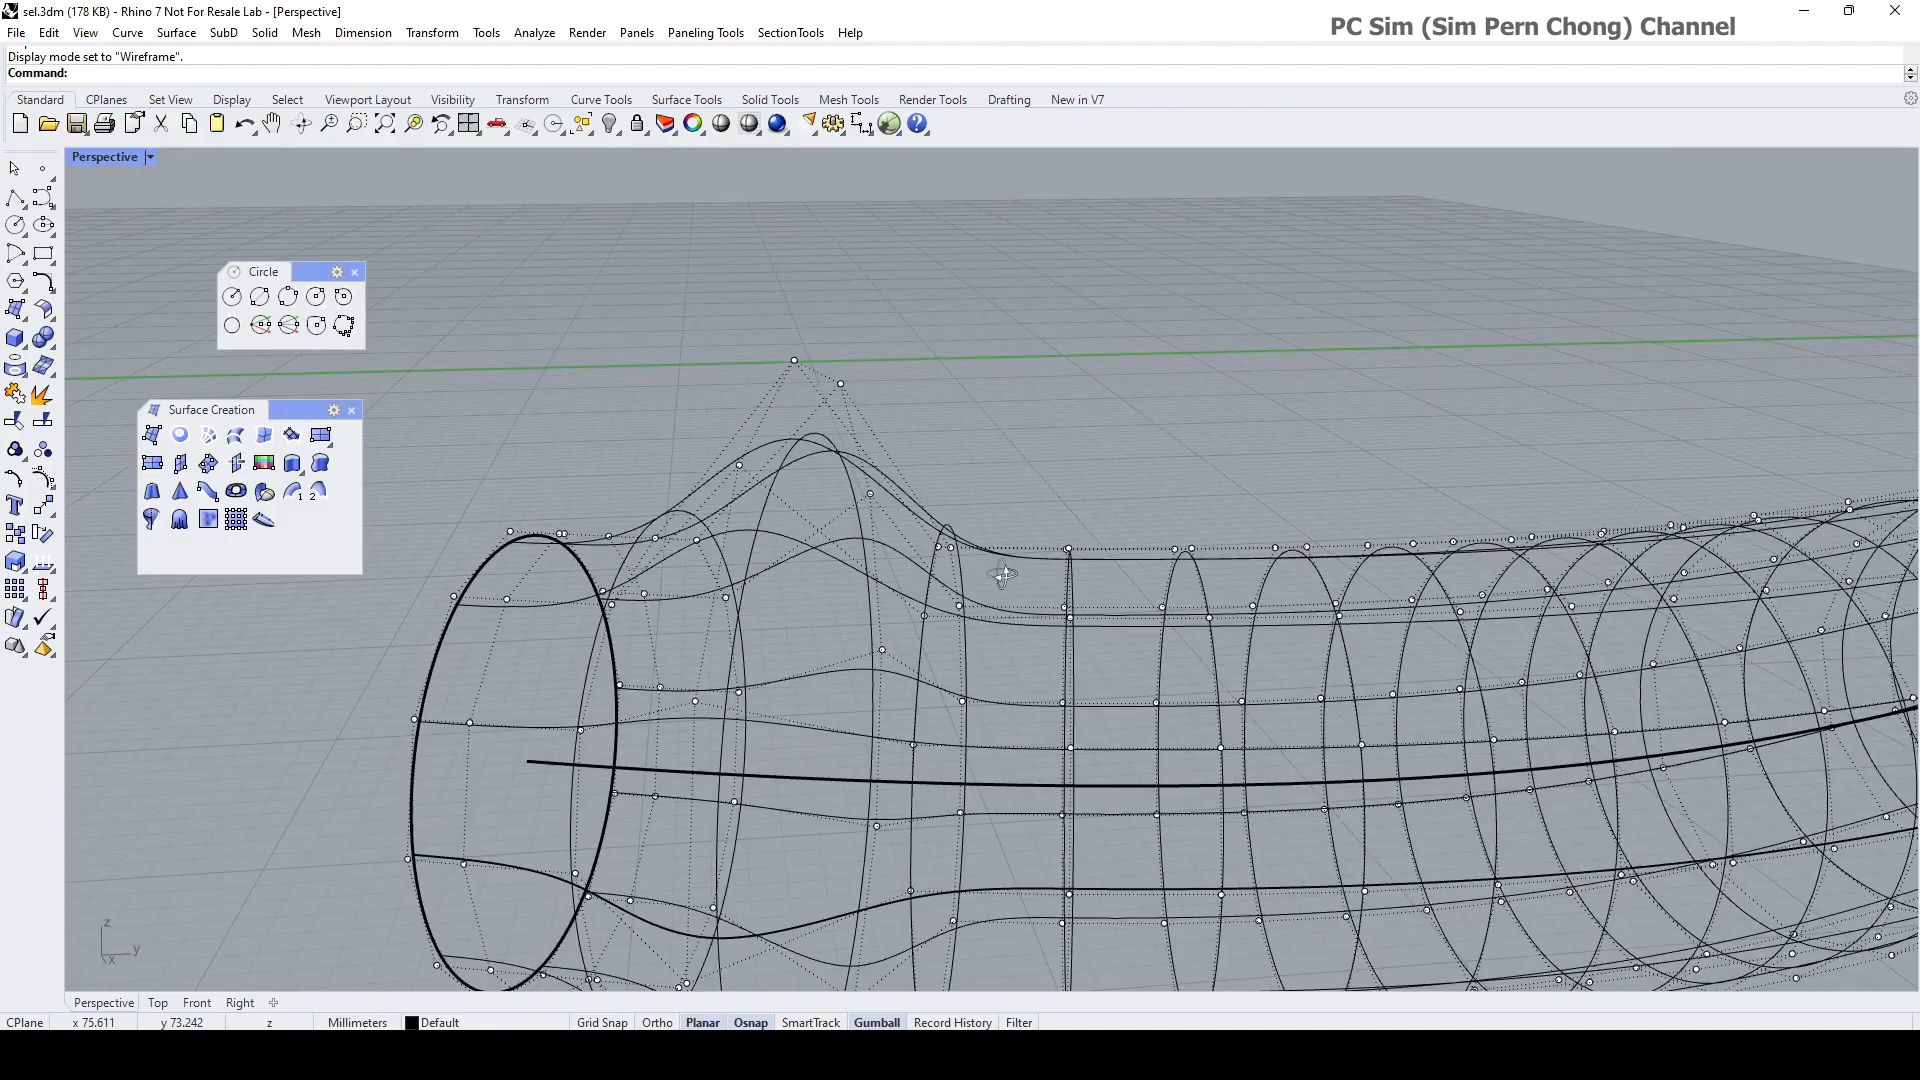 sel.3dm (178 KB) - Rhino 7 Not For Resale Lab - [Perspective]
PC Sim (Sim Pern Chong) Channel
File Edit View Curve Surface SubD Solid Mesh Dimension Transform Tools Analyze Render Panels Paneling Tools SectionTools Help
Display mode set to "Wireframe".
Command:
Standard CPlanes Set View Display Select Viewport Layout Visibility Transform Curve Tools Surface Tools Solid Tools Mesh Tools Render Tools Drafting New in V7
Perspective
Circle
Surface Creation
1 2
z
y
x
Perspective Top Front Right
CPlane x 75.611 y 73.242 z Millimeters Default Grid Snap Ortho Planar Osnap SmartTrack Gumball Record History Filter